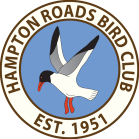 HAMPTON ROADS BIRD CLUB
EST. 1951